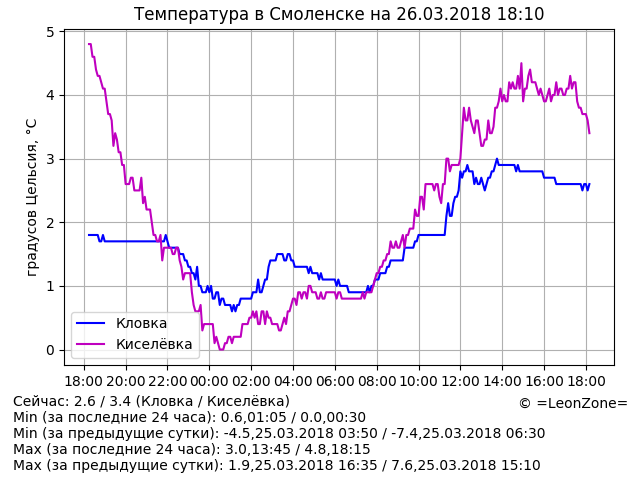 Температура в Смоленске на 26.03.2018 18:10
градусов Цельсия, °C
5
4
3
2
1
0
Кловка
Киселёвка
18:00 20:00 22:00 00:00 02:00 04:00 06:00 08:00 10:00 12:00 14:00 16:00 18:00
Сейчас: 2.6 / 3.4 (Кловка / Киселёвка)
© =LeonZone=
Min (за последние 24 часа): 0.6,01:05 / 0.0,00:30
Min (за предыдущие сутки): -4.5,25.03.2018 03:50 / -7.4,25.03.2018 06:30
Max (за последние 24 часа): 3.0,13:45 / 4.8,18:15
Max (за предыдущие сутки): 1.9,25.03.2018 16:35 / 7.6,25.03.2018 15:10